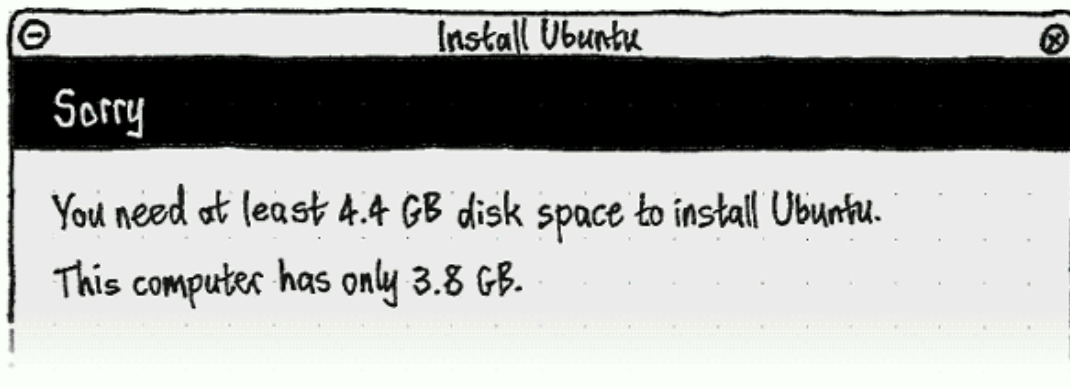 Install Ubuntu
Sorry
You need at least 4.4 GB disk space to install Ubuntu.
This computer has only 3.8 GB.